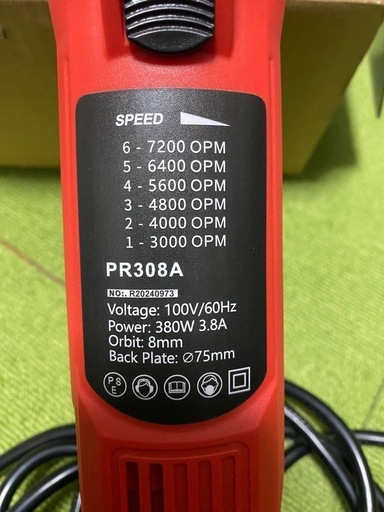 SPEED
6 - 7200 OPM
5 - 6400 OPM
4 - 5600 OPM
3 - 4800 OPM
2 - 4000 OPM
1 - 3000 OPM
PR308A
NO:. R20240973
Voltage: 100V/60Hz
Power: 380W 3.8A
Orbit: 8mm
Back Plate: ∅75mm
P S
E